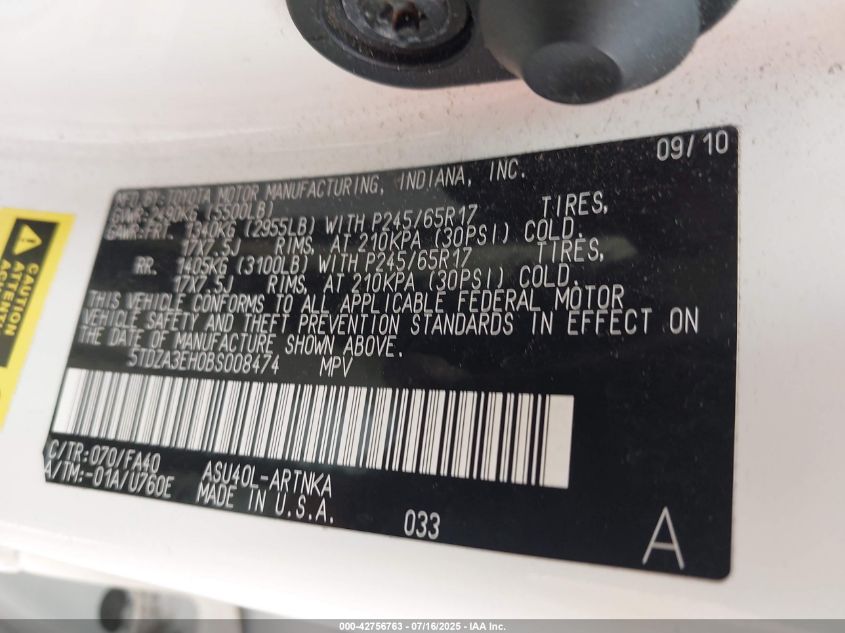 09/10
MFD BY: TOYOTA MOTOR MANUFACTURING, INDIANA, INC.
GVWR: 2490KG (5500LB)
GAWR: FRT. 1340KG (2955LB) WITH P245/65R17 TIRES,
17X7.5J RIMS, AT 210KPA (30PSI) COLD.
RR. 1405KG (3100LB) WITH P245/65R17 TIRES,
17X7.5J RIMS, AT 210KPA (30PSI) COLD.
THIS VEHICLE CONFORMS TO ALL APPLICABLE FEDERAL MOTOR
VEHICLE SAFETY AND THEFT PREVENTION STANDARDS IN EFFECT ON
THE DATE OF MANUFACTURE SHOWN ABOVE.
5TDZA3EH0BS008474 MPV
C/TR: 070/FA40 ASU40L-ARTNKA
A/TM: -01A/U760E MADE IN U.S.A.
033
A
CAUTION
ATTENTION
000-42756763 - 07/16/2025 - IAA Inc.